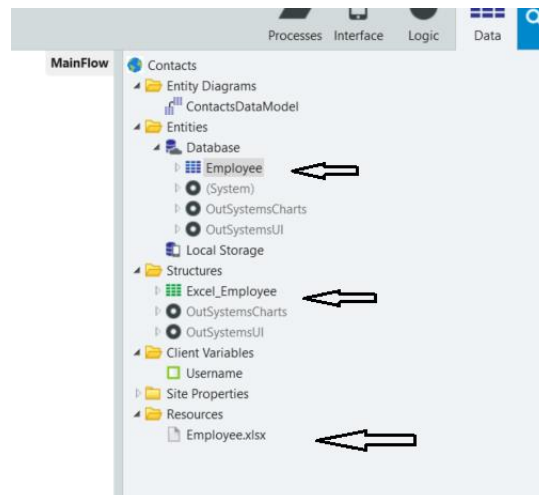 Processes Interface Logic Data
MainFlow
Contacts
Entity Diagrams
ContactsDataModel
Entities
Database
Employee
(System)
OutSystemsCharts
OutSystemsUI
Local Storage
Structures
Excel_Employee
OutSystemsCharts
OutSystemsUI
Client Variables
Username
Site Properties
Resources
Employee.xlsx